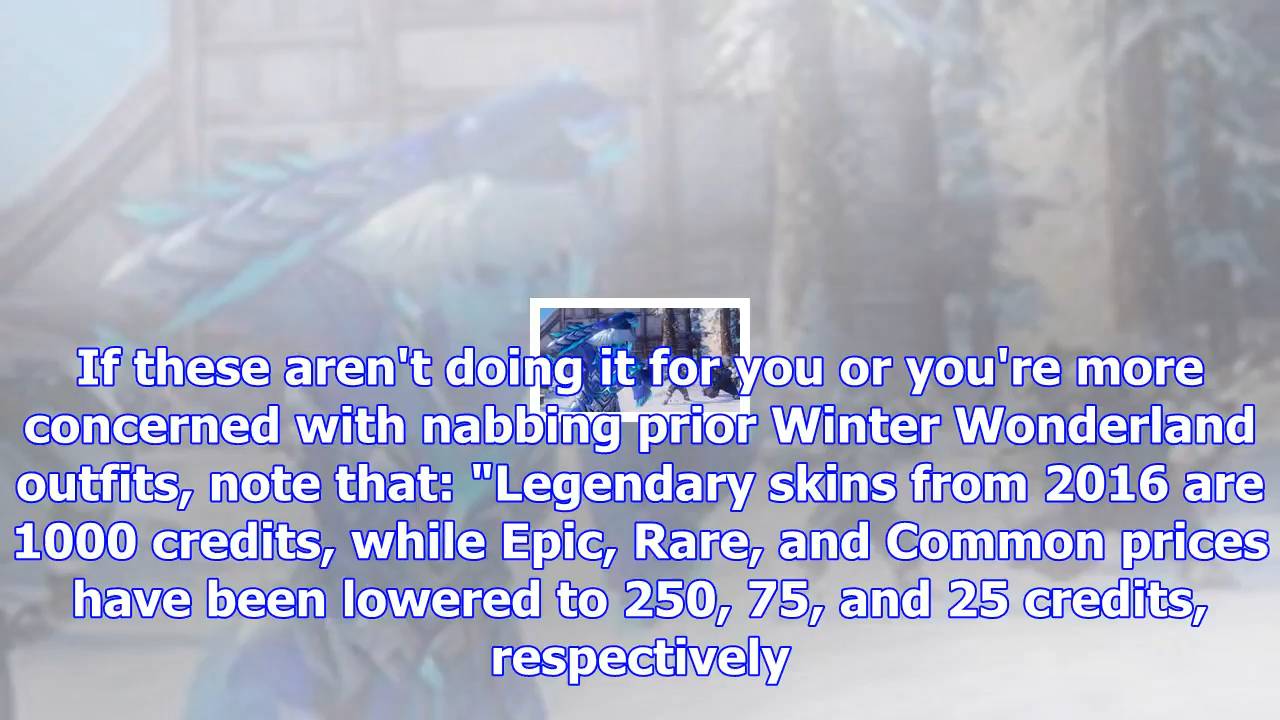 If these aren't doing it for you or you're more
concerned with nabbing prior Winter Wonderland
outfits, note that: "Legendary skins from 2016 are
1000 credits, while Epic, Rare, and Common prices
have been lowered to 250, 75, and 25 credits,
respectively